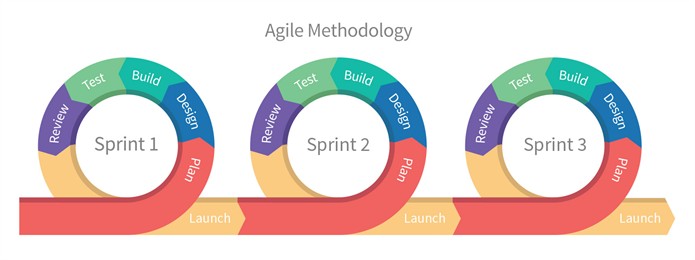 Agile Methodology
Sprint 1
Plan
Design
Build
Test
Review
Launch
Sprint 2
Plan
Design
Build
Test
Review
Launch
Sprint 3
Plan
Design
Build
Test
Review
Launch